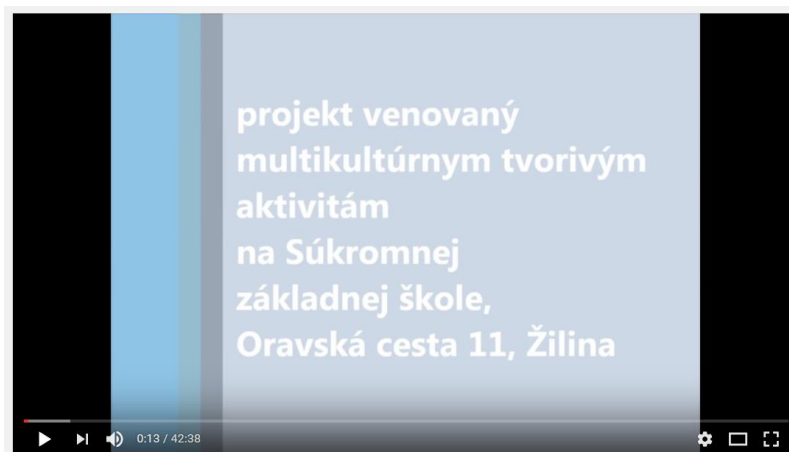 projekt venovaný
multikultúrnym tvorivým
aktivitám
na Súkromnej
základnej škole,
Oravská cesta 11, Žilina
0:13 / 42:38